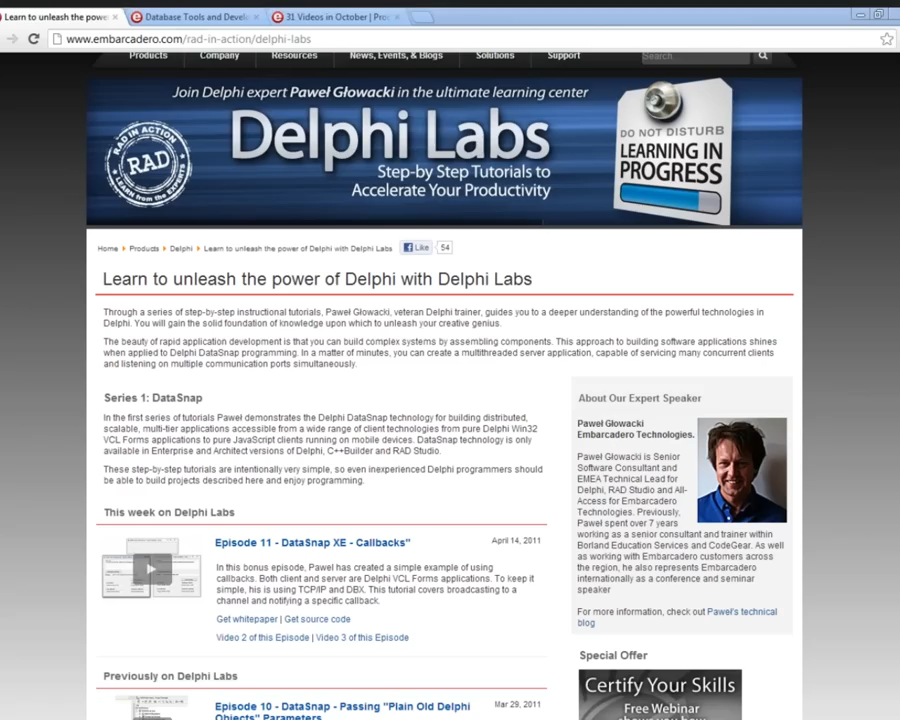 Learn to unleash the powe
Database Tools and Devel
31 Videos in October | Pro
www.embarcadero.com/rad-in-action/delphi-labs
Products Company Resources News, Events, & Blogs Solutions Support Search
Join Delphi expert Paweł Głowacki in the ultimate learning center
Delphi Labs
Step-by Step Tutorials to
Accelerate Your Productivity
RAD IN ACTION
RAD
LEARN from the EXPERTS
DO NOT DISTURB
LEARNING IN
PROGRESS
Home Products Delphi Learn to unleash the power of Delphi with Delphi Labs Like 54
Learn to unleash the power of Delphi with Delphi Labs
Through a series of step-by-step instructional tutorials, Paweł Głowacki, veteran Delphi trainer, guides you to a deeper understanding of the powerful technologies in
Delphi. You will gain the solid foundation of knowledge upon which to unleash your creative genius.
The beauty of rapid application development is that you can build complex systems by assembling components. This approach to building software applications shines
when applied to Delphi DataSnap programming. In a matter of minutes, you can create a multithreaded server application, capable of servicing many concurrent clients
and listening on multiple communication ports simultaneously.
Series 1: DataSnap
In the first series of tutorials Paweł demonstrates the Delphi DataSnap technology for building distributed,
scalable, multi-tier applications accessible from a wide range of client technologies from pure Delphi Win32
VCL Forms applications to pure JavaScript clients running on mobile devices. DataSnap technology is only
available in Enterprise and Architect versions of Delphi, C++Builder and RAD Studio.
These step-by-step tutorials are intentionally very simple, so even inexperienced Delphi programmers should
be able to build projects described here and enjoy programming.
This week on Delphi Labs
Episode 11 - DataSnap XE - Callbacks"
April 14, 2011
In this bonus episode, Paweł program a simple example of using
callbacks. Both client and server are Delphi VCL Forms applications. To keep it
simple, his is using TCP/IP and DBX. This tutorial covers broadcasting to a
channel and notifying a specific callback.
Get whitepaper | Get source code
Video 2 of this Episode | Video 3 of this Episode
Previously on Delphi Labs
Episode 10 - DataSnap - Passing "Plain Old Delphi
Objects" Parameters
Mar 29, 2011
About Our Expert Speaker
Paweł Głowacki
Embarcadero Technologies.
Paweł Głowacki is Senior
Software Consultant and
EMEA Technical Lead for
Delphi, RAD Studio and All-
Access for Embarcadero
Technologies. Previously,
Paweł spent over 7 years
working as a senior consultant and trainer within
Borland Education Services and CodeGear. As well
as working with Embarcadero customers across
the region, he also represents Embarcadero
internationally as a conference and seminar
speaker
For more information, check out Paweł's technical
blog
Special Offer
Certify Your Skills
Free Webinar
shows you how